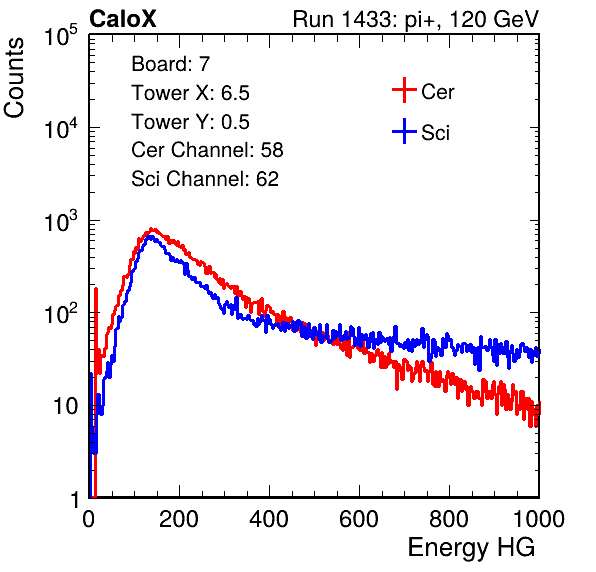 CaloX Run 1433: pi+, 120 GeV
Counts
Board: 7
Tower X: 6.5
Tower Y: 0.5
Cer Channel: 58
Sci Channel: 62
Cer
Sci
10^5
10^4
10^3
10^2
10
1
0 200 400 600 800 1000
Energy HG